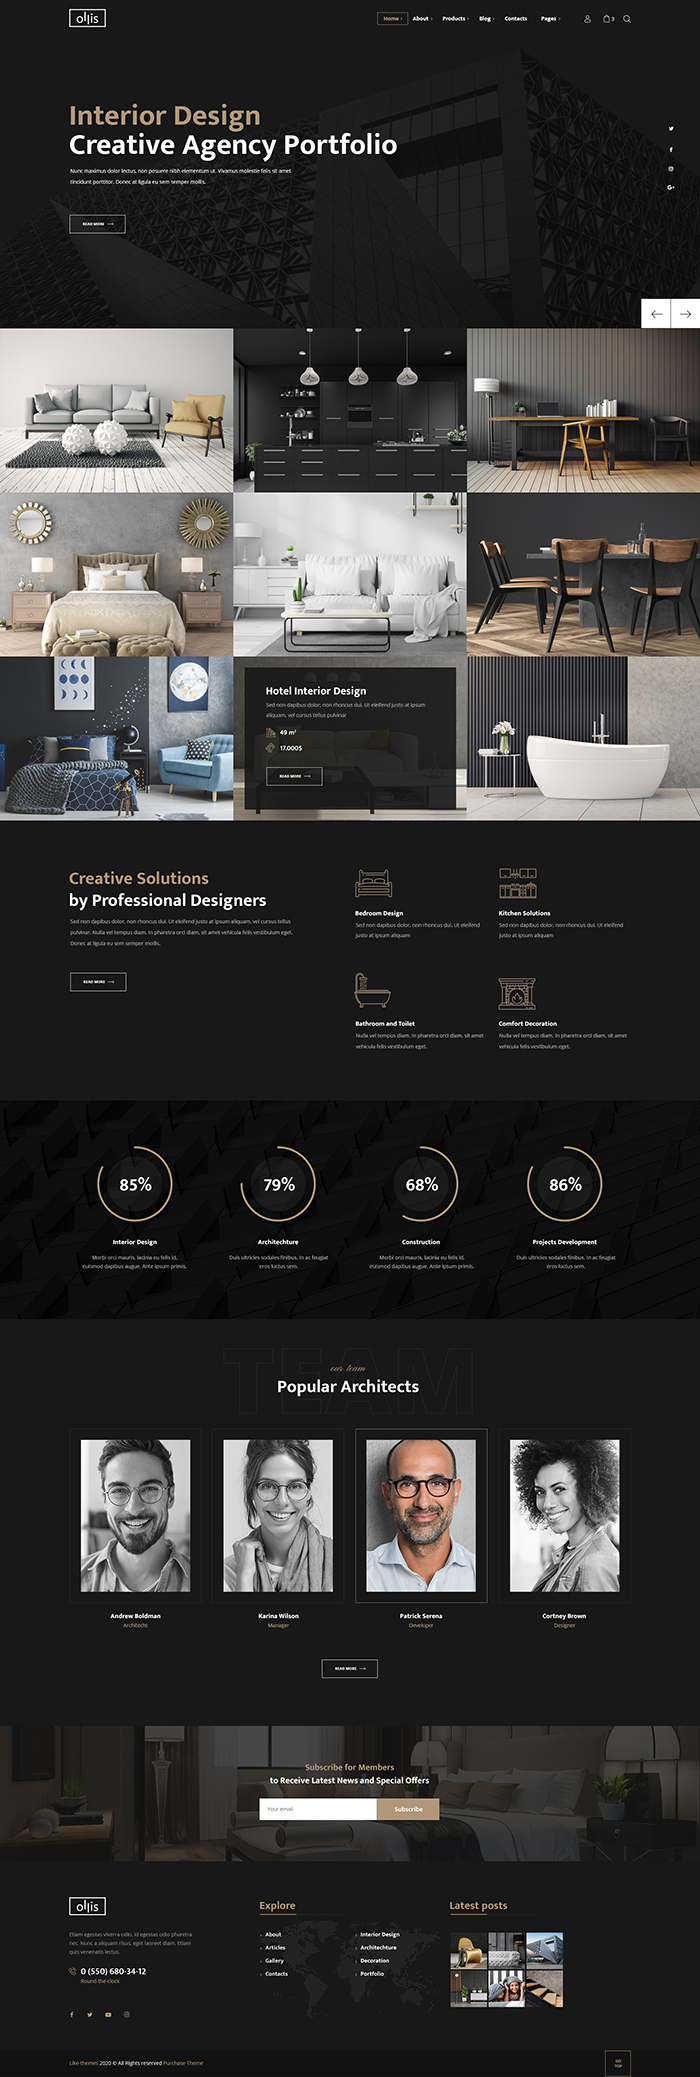 ollis
Home › About › Products › Blog › Contacts Pages › 3
Interior Design
Creative Agency Portfolio
Nunc maximus dolor lectus, non posuere nibh elementum ut. Vivamus molestie felis sit amet
tincidunt porttitor. Donec at ligula eu sem semper mollis.
READ MORE
Hotel Interior Design
Sed non dapibus dolor, non rhoncus dui. Ut eleifend justo at ipsum
aliquam, vel cursus tellus pulvinar
49 m²
17.000$
READ MORE
Creative Solutions
by Professional Designers
Sed non dapibus dolor, non rhoncus dui. Ut eleifend justo at ipsum aliquam, vel cursus tellus
pulvinar. Nulla vel tempus diam. In pharetra orci diam, sit amet vehicula felis vestibulum eget.
Donec at ligula eu sem semper mollis.
READ MORE
Bedroom Design
Sed non dapibus dolor, non rhoncus dui. Ut eleifend
justo at ipsum aliquam
Kitchen Solutions
Sed non dapibus dolor, non rhoncus dui. Ut eleifend
justo at ipsum aliquam
Bathroom and Toilet
Nulla vel tempus diam. In pharetra orci diam, sit amet
vehicula felis vestibulum eget.
Comfort Decoration
Nulla vel tempus diam. In pharetra orci diam, sit amet
vehicula felis vestibulum eget.
85%
Interior Design
Morbi orci mauris, lacinia eu felis id,
euismod dapibus augue. Ante ipsum primis.
79%
Architechture
Duis ultricies sodales finibus. In ac feugiat
eros luctus sem.
68%
Construction
Morbi orci mauris, lacinia eu felis id,
euismod dapibus augue. Ante ipsum primis.
86%
Projects Development
Duis ultricies sodales finibus. In ac feugiat
eros luctus sem.
TEAM
our team
Popular Architects
Andrew Boldman
Architecht
Karina Wilson
Manager
Patrick Serena
Developer
Cortney Brown
Designer
READ MORE
Subscribe for Members
to Receive Latest News and Special Offers
Your email
Subscribe
ollis
Etiam egestas viverra odio, id egestas odio pharetra
nec. Nunc a aliquam risus, eget laoreet diam. Etiam
quis venenatis lectus.
0 (550) 680-34-12
Round-the-clock
Explore
› About
› Articles
› Gallery
› Contacts
› Interior Design
› Architechture
› Decoration
› Portfolio
Latest posts
Like-themes 2020 © All Rights reserved Purchase Theme
GO
TOP